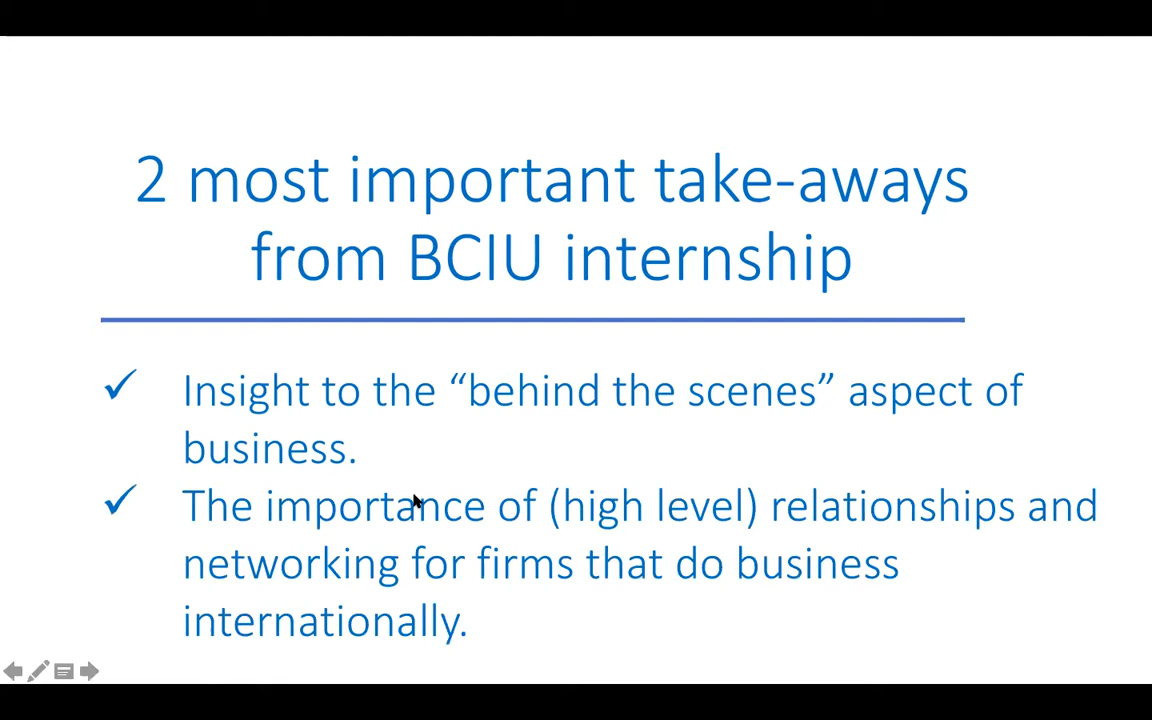 2 most important take-aways
from BCIU internship
✓ Insight to the “behind the scenes” aspect of
business.
✓ The importance of (high level) relationships and
networking for firms that do business
internationally.